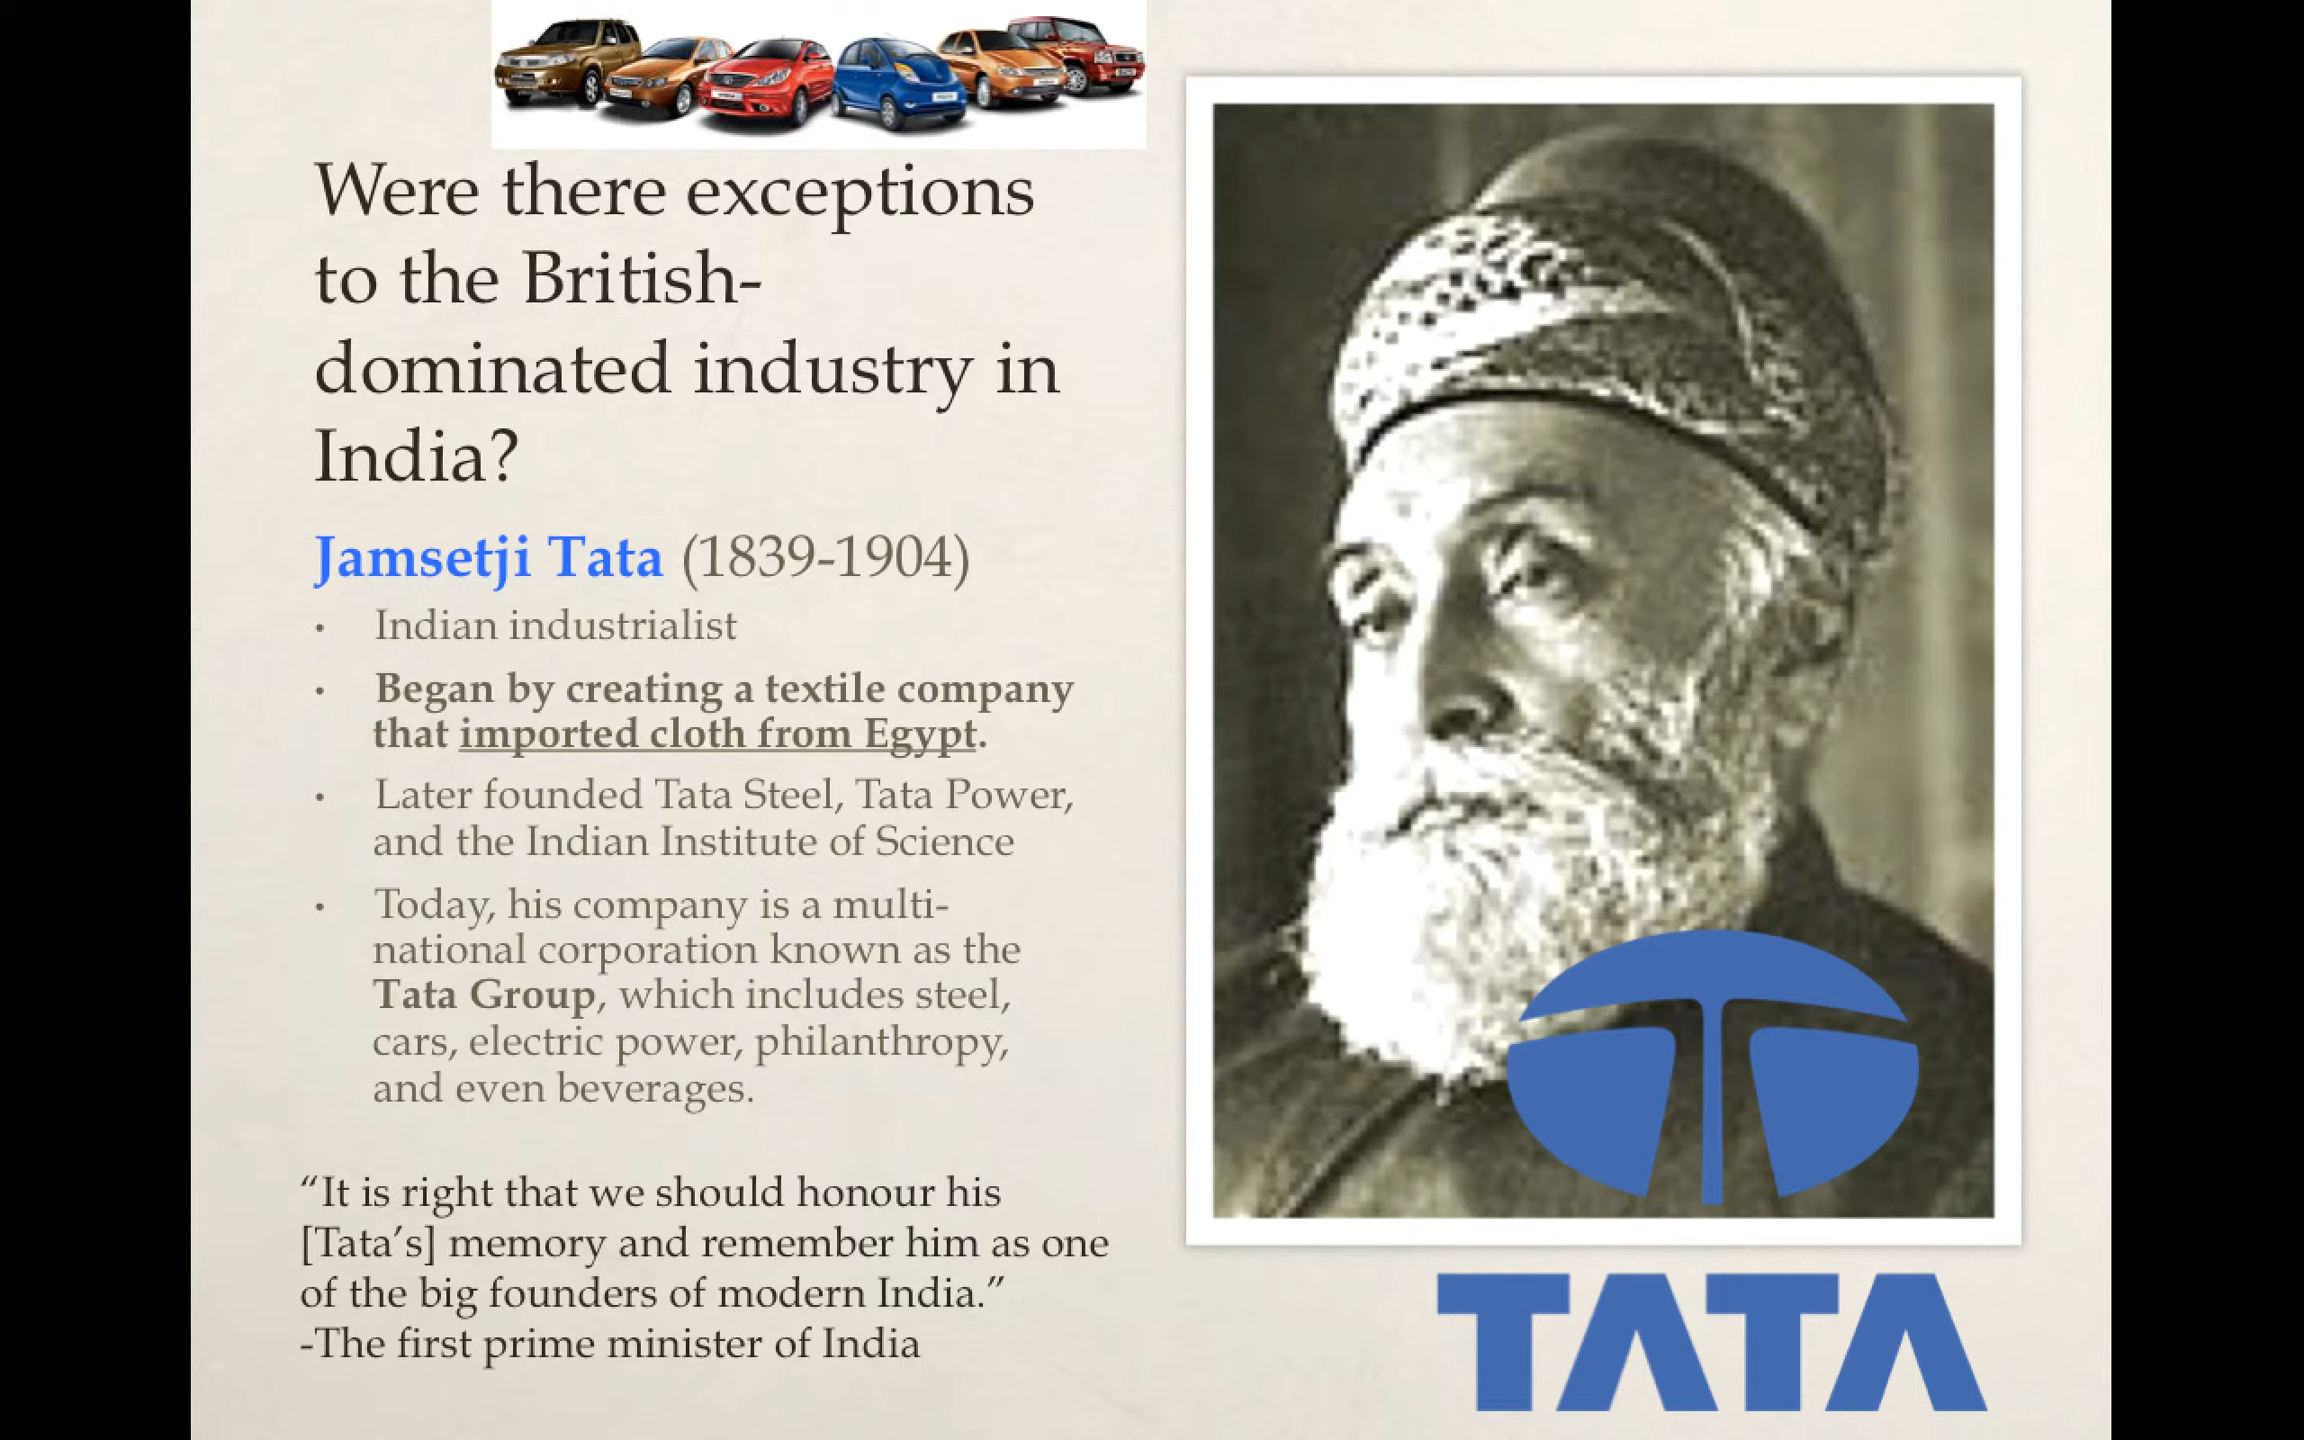 Were there exceptions
to the British-
dominated industry in
India?
Jamsetji Tata (1839-1904)
• Indian industrialist
• Began by creating a textile company
that imported cloth from Egypt.
• Later founded Tata Steel, Tata Power,
and the Indian Institute of Science
• Today, his company is a multi-
national corporation known as the
Tata Group, which includes steel,
cars, electric power, philanthropy,
and even beverages.
“It is right that we should honour his
[Tata’s] memory and remember him as one
of the big founders of modern India.”
-The first prime minister of India
TATA